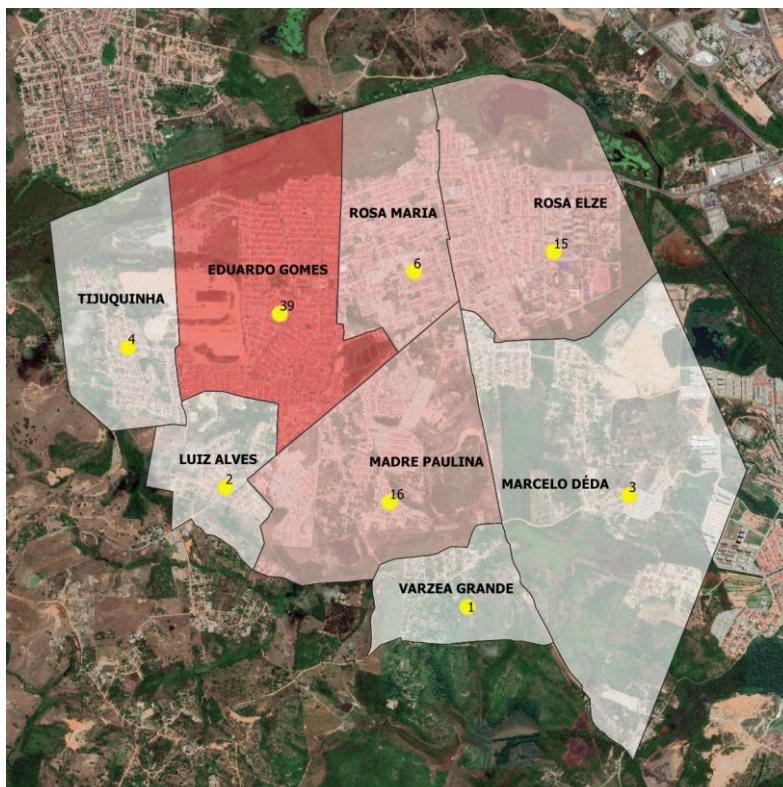 ROSA MARIA
6
ROSA ELZE
15
EDUARDO GOMES
39
TIJUQUINHA
4
LUIZ ALVES
2
MADRE PAULINA
16
MARCELO DÉDA
3
VARZEA GRANDE
1